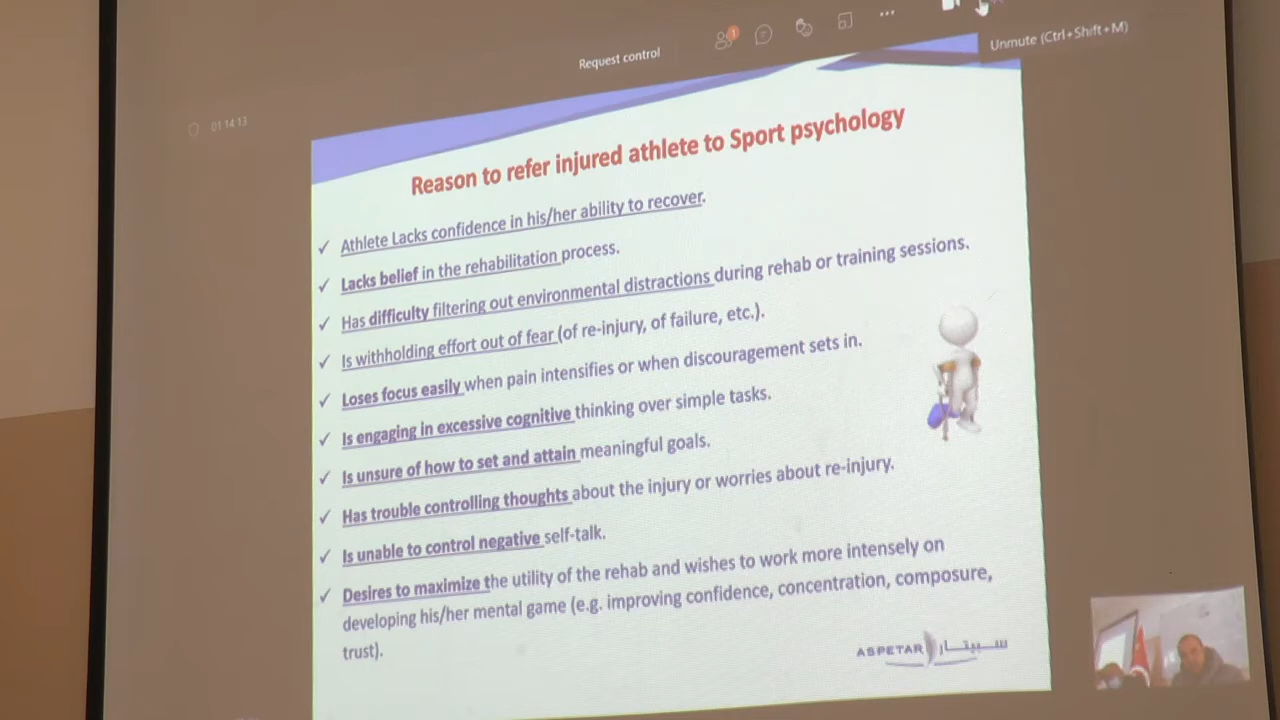 Request control
1
Unmute (Ctrl+Shift+M)
01:14:13
Reason to refer injured athlete to Sport psychology
✓ Athlete Lacks confidence in his/her ability to recover.
✓ Lacks belief in the rehabilitation process.
✓ Has difficulty filtering out environmental distractions during rehab or training sessions.
✓ Is withholding effort out of fear (of re-injury, of failure, etc.).
✓ Loses focus easily when pain intensifies or when discouragement sets in.
✓ Is engaging in excessive cognitive thinking over simple tasks.
✓ Is unsure of how to set and attain meaningful goals.
✓ Has trouble controlling thoughts about the injury or worries about re-injury.
✓ Is unable to control negative self-talk.
✓ Desires to maximize the utility of the rehab and wishes to work more intensely on
developing his/her mental game (e.g. improving confidence, concentration, composure,
trust).
ASPETAR سبيتار